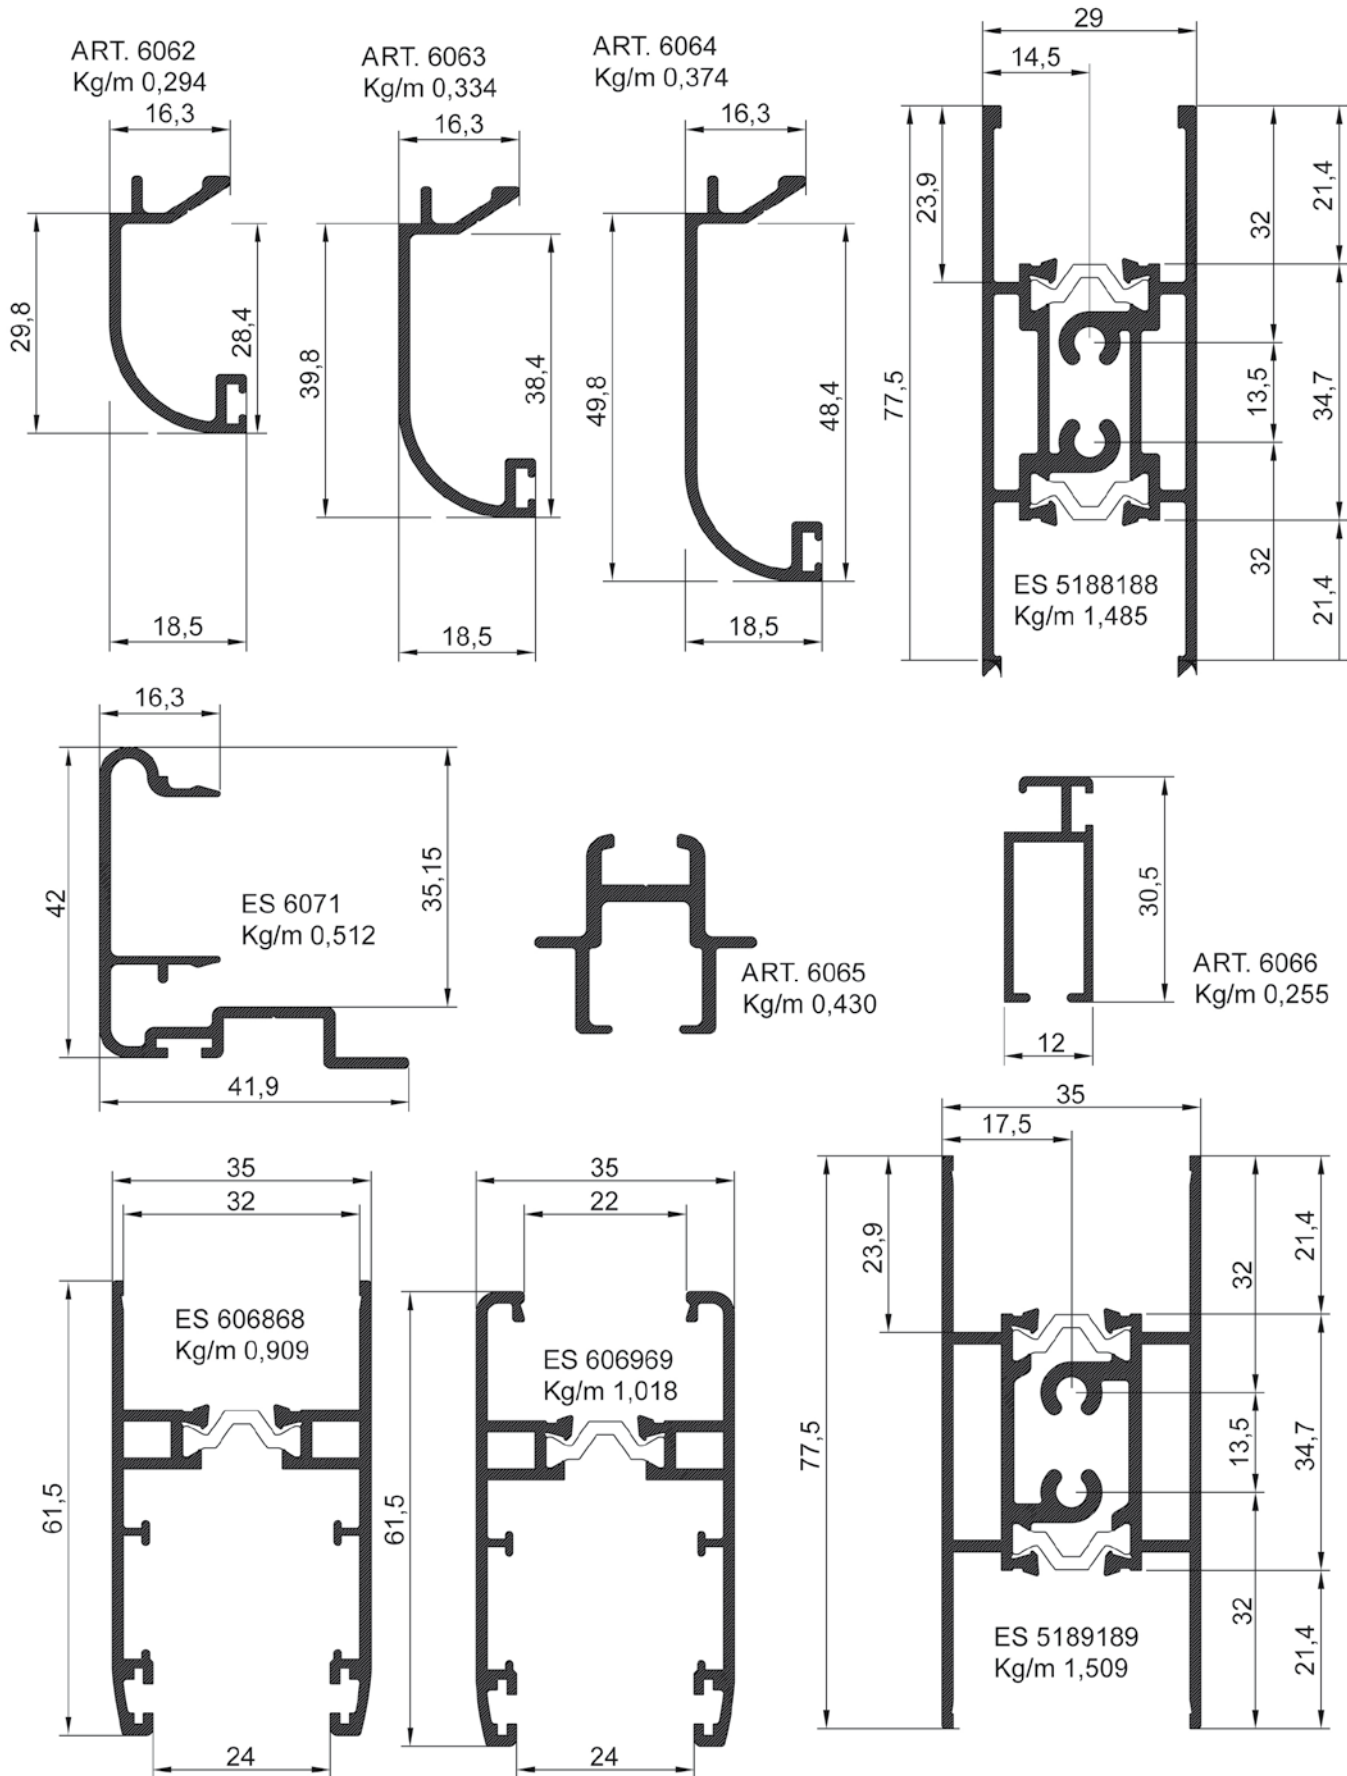 ART. 6062
Kg/m 0,294
16,3
29,8
28,4
18,5
ART. 6063
Kg/m 0,334
16,3
39,8
38,4
18,5
ART. 6064
Kg/m 0,374
16,3
49,8
48,4
18,5
29
14,5
77,5
23,9
32
13,5
32
21,4
34,7
21,4
ES 5188188
Kg/m 1,485
16,3
42
35,15
ES 6071
Kg/m 0,512
41,9
ART. 6065
Kg/m 0,430
30,5
12
ART. 6066
Kg/m 0,255
35
32
ES 606868
Kg/m 0,909
61,5
24
35
22
ES 606969
Kg/m 1,018
61,5
24
35
17,5
77,5
23,9
32
13,5
32
21,4
34,7
21,4
ES 5189189
Kg/m 1,509